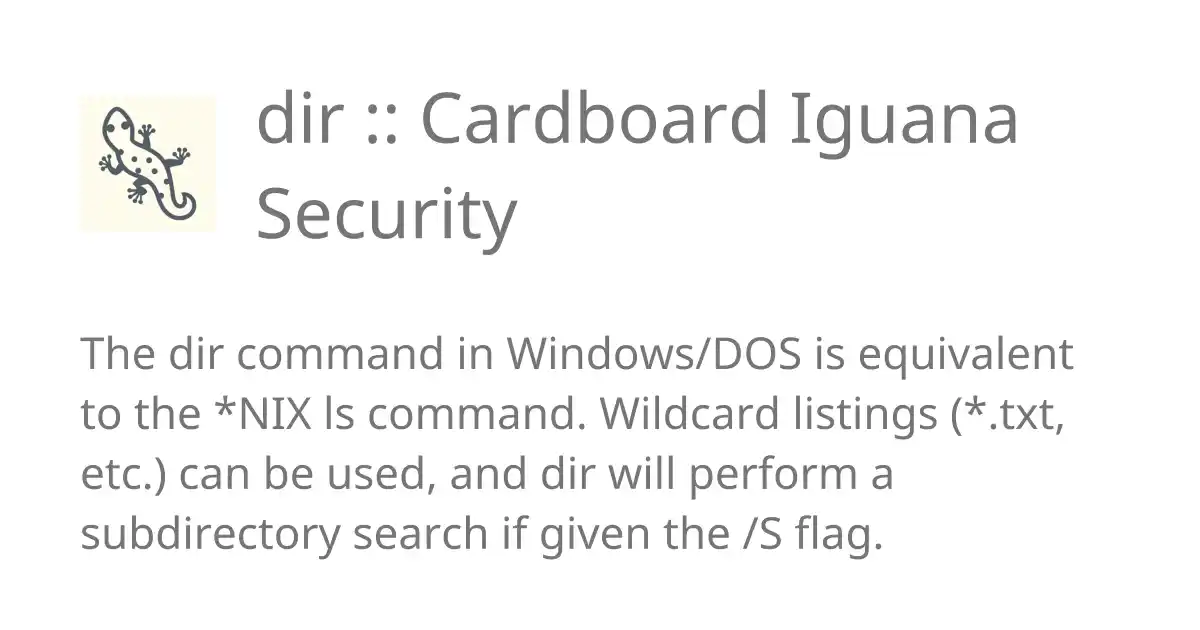 dir :: Cardboard Iguana
Security
The dir command in Windows/DOS is equivalent
to the *NIX ls command. Wildcard listings (*.txt,
etc.) can be used, and dir will perform a
subdirectory search if given the /S flag.